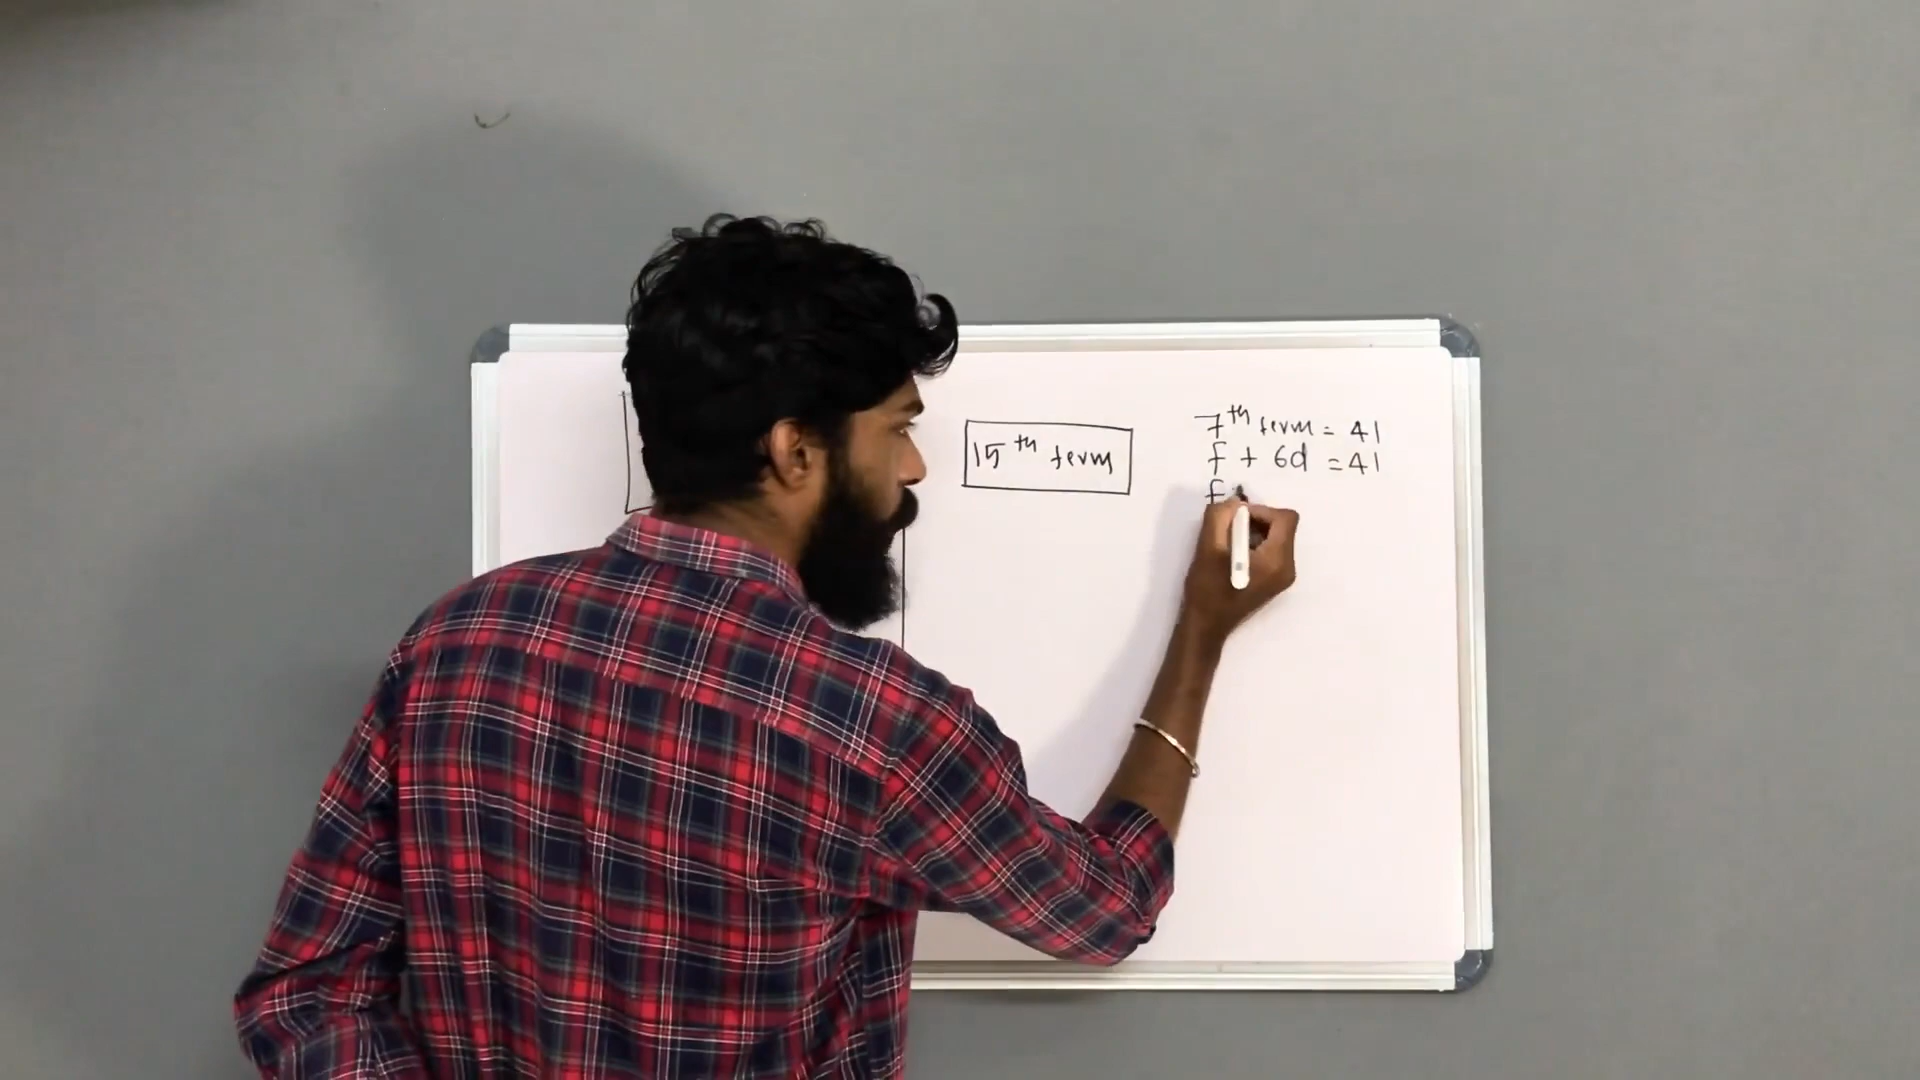 15th term
7th term = 41
f + 6d = 41
f